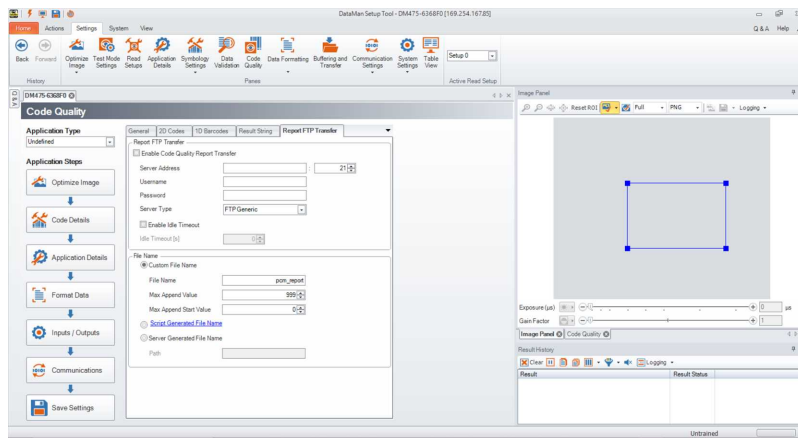 DataMan Setup Tool - DM475-6368F0 [169.254.167.85]
Home Actions Settings System View Q & A Help
Back Forward Optimize Image Test Mode Settings Read Setups Application Details Symbology Settings Data Validation Code Quality Data Formatting Buffering and Transfer Communication Settings System Settings Table View Setup 0
History Panes Active Read Setup
Q & A
DM475-6368F0
Code Quality
Application Type
Undefined
Application Steps
Optimize Image
Code Details
Application Details
Format Data
Inputs / Outputs
Communications
Save Settings
General 2D Codes 1D Barcodes Result String Report FTP Transfer
Report FTP Transfer
Enable Code Quality Report Transfer
Server Address : 21
Username
Password
Server Type FTP Generic
Enable Idle Timeout
Idle Timeout [s] 0
File Name
Custom File Name
File Name pcm_report
Max Append Value 999
Max Append Start Value 0
Script Generated File Name
Server Generated File Name
Path
Image Panel
Reset ROI Full PNG Logging
Exposure (µs) 0 µs
Gain Factor 1
Image Panel Code Quality
Result History
Clear Logging
Result Result Status
Untrained